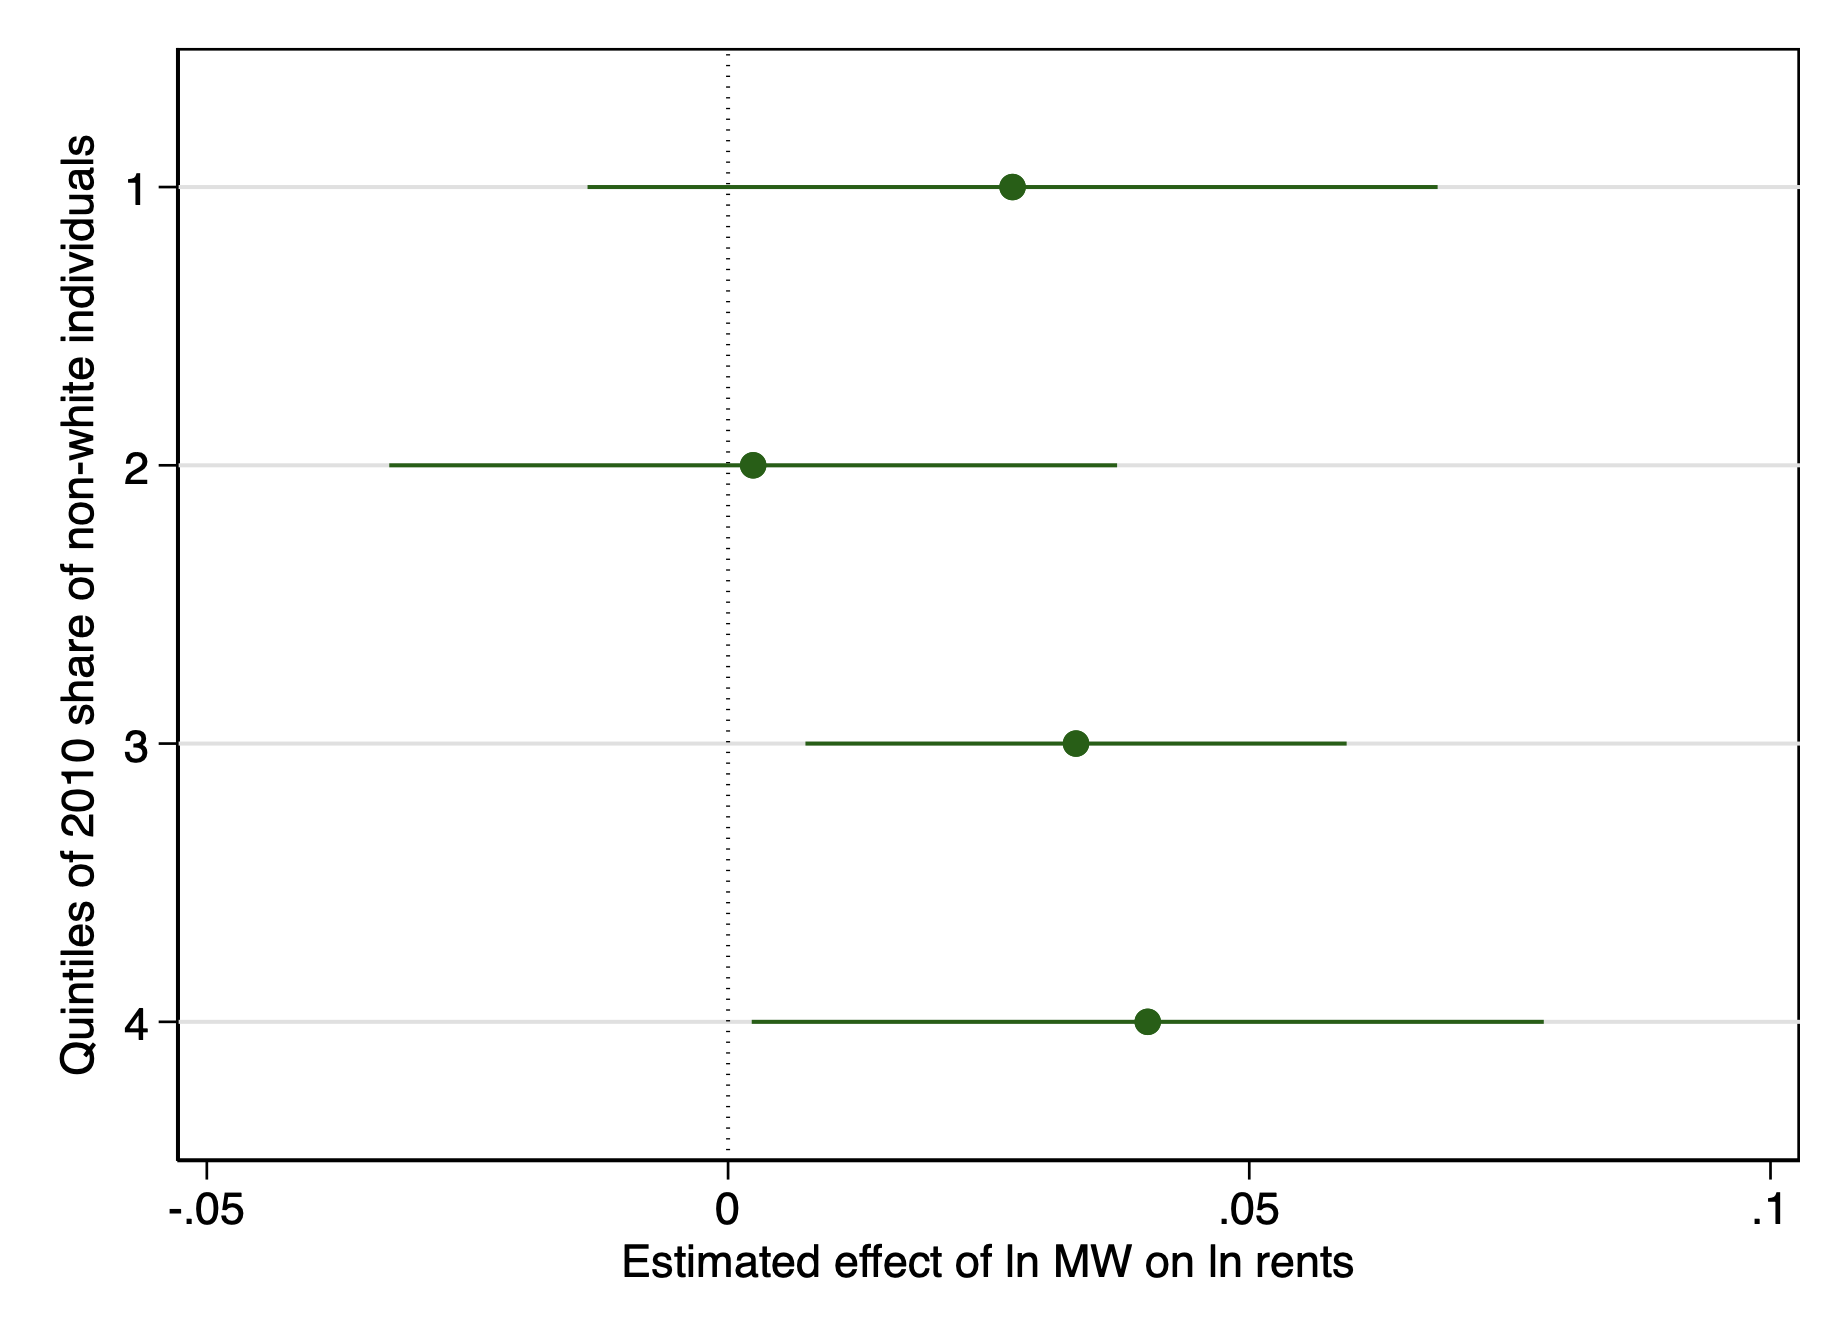 Quintiles of 2010 share of non-white individuals
1
2
3
4
-.05 0 .05 .1
Estimated effect of ln MW on ln rents